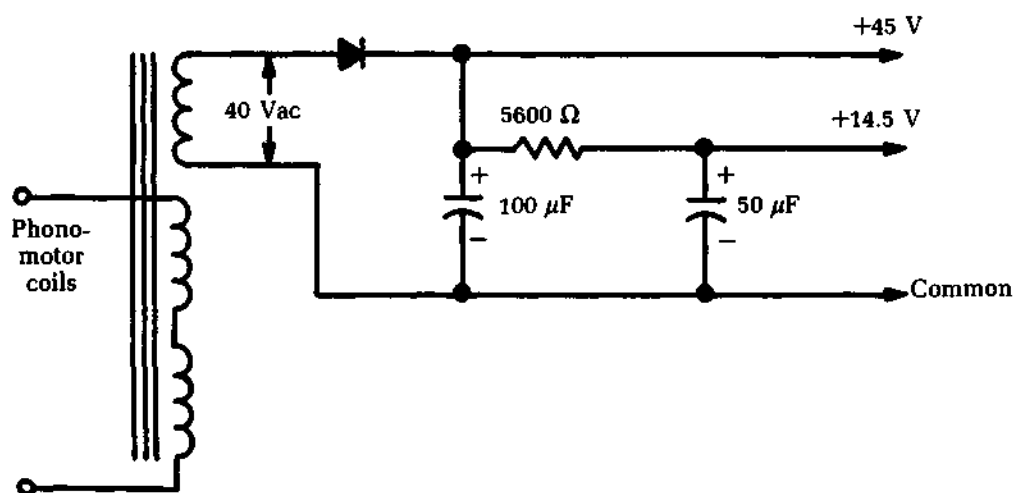 +45 V
40 Vac
5600 Ω
+14.5 V
+
100 μF
−
+
50 μF
−
Phono-
motor
coils
Common